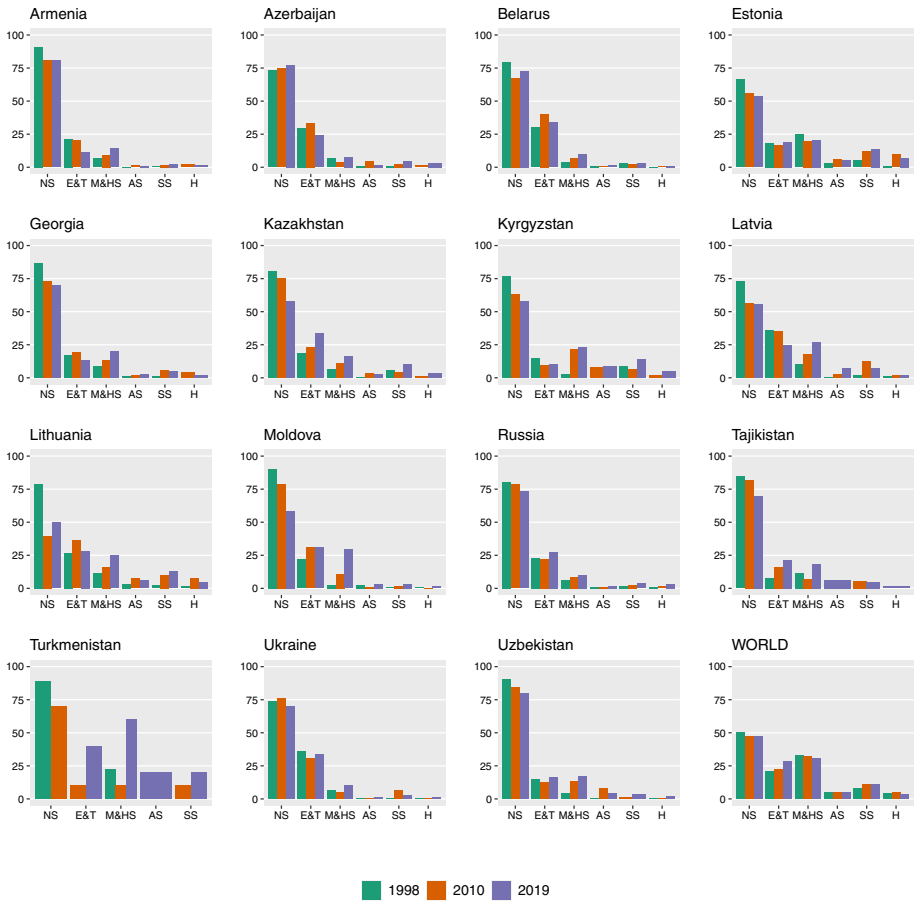 Armenia Azerbaijan Belarus Estonia
100 100 100 100
75 75 75 75
50 50 50 50
25 25 25 25
0 0 0 0
NS E&T M&HS AS SS H NS E&T M&HS AS SS H NS E&T M&HS AS SS H NS E&T M&HS AS SS H
Georgia Kazakhstan Kyrgyzstan Latvia
100 100 100 100
75 75 75 75
50 50 50 50
25 25 25 25
0 0 0 0
NS E&T M&HS AS SS H NS E&T M&HS AS SS H NS E&T M&HS AS SS H NS E&T M&HS AS SS H
Lithuania Moldova Russia Tajikistan
100 100 100 100
75 75 75 75
50 50 50 50
25 25 25 25
0 0 0 0
NS E&T M&HS AS SS H NS E&T M&HS AS SS H NS E&T M&HS AS SS H NS E&T M&HS AS SS H
Turkmenistan Ukraine Uzbekistan WORLD
100 100 100 100
75 75 75 75
50 50 50 50
25 25 25 25
0 0 0 0
NS E&T M&HS AS SS NS E&T M&HS AS SS H NS E&T M&HS AS SS H NS E&T M&HS AS SS H
1998 2010 2019